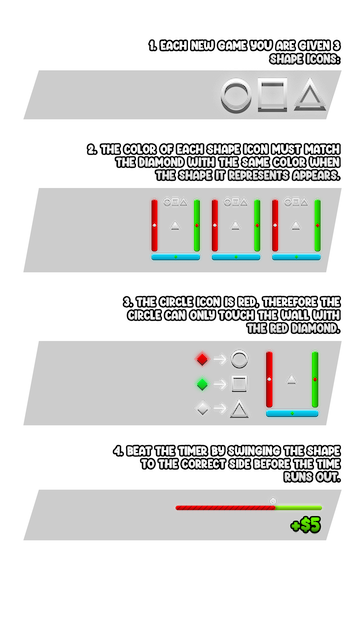 1. EACH NEW GAME YOU ARE GIVEN 3
SHAPE ICONS:
2. THE COLOR OF EACH SHAPE ICON MUST MATCH
THE DIAMOND WITH THE SAME COLOR WHEN
THE SHAPE IT REPRESENTS APPEARS.
3. THE CIRCLE ICON IS RED, THEREFORE THE
CIRCLE CAN ONLY TOUCH THE WALL WITH
THE RED DIAMOND.
4. BEAT THE TIMER BY SWINGING THE SHAPE
TO THE CORRECT SIDE BEFORE THE TIME
RUNS OUT.
+$5